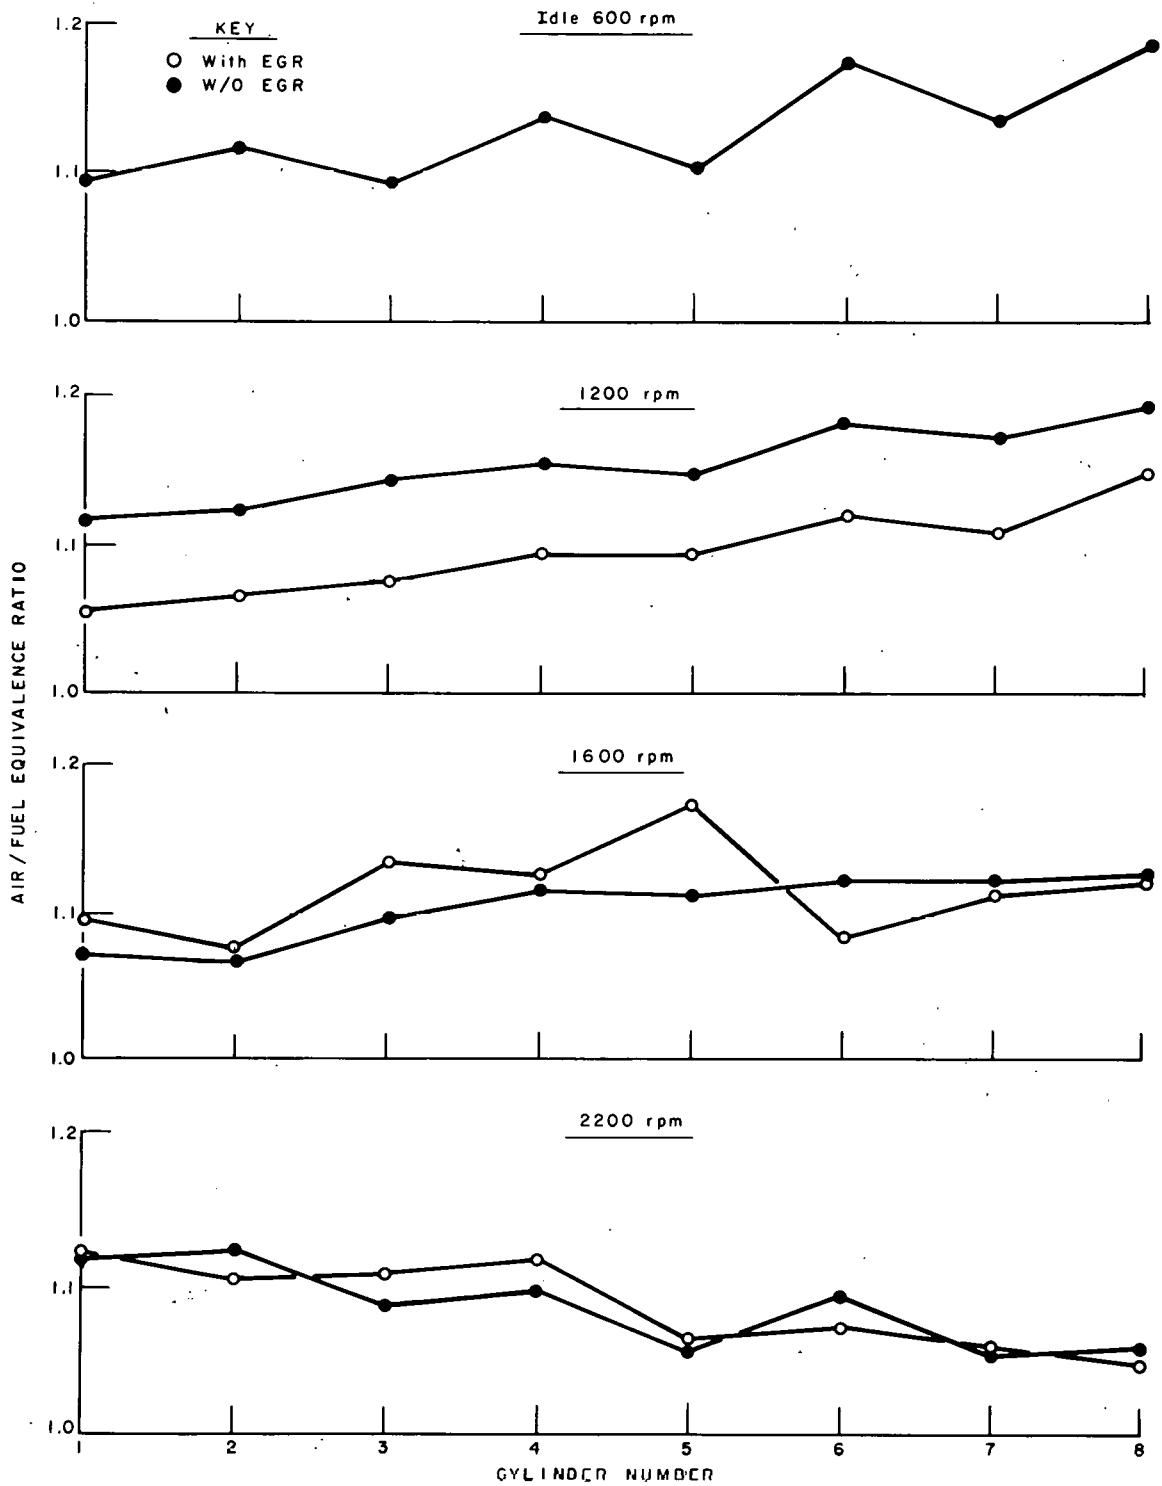 Idle 600 rpm
KEY
With EGR
W/O EGR
1.2
1.1
1.0
1200 rpm
1.2
1.1
1.0
AIR/FUEL EQUIVALENCE RATIO
1600 rpm
1.2
1.1
1.0
2200 rpm
1.2
1.1
1.0
1 2 3 4 5 6 7 8
CYLINDER NUMBER